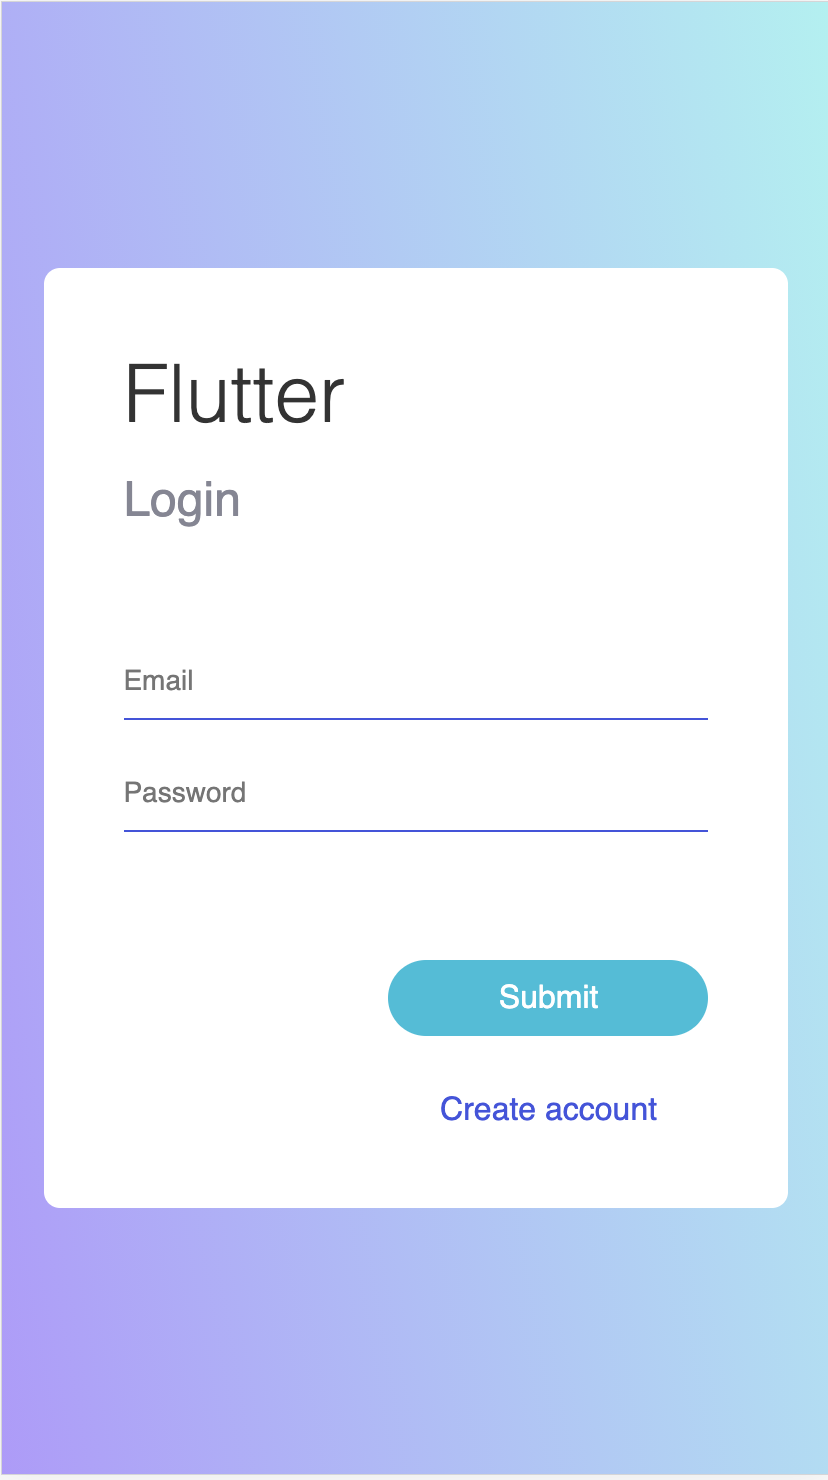 Flutter
Login
Email
Password
Submit
Create account